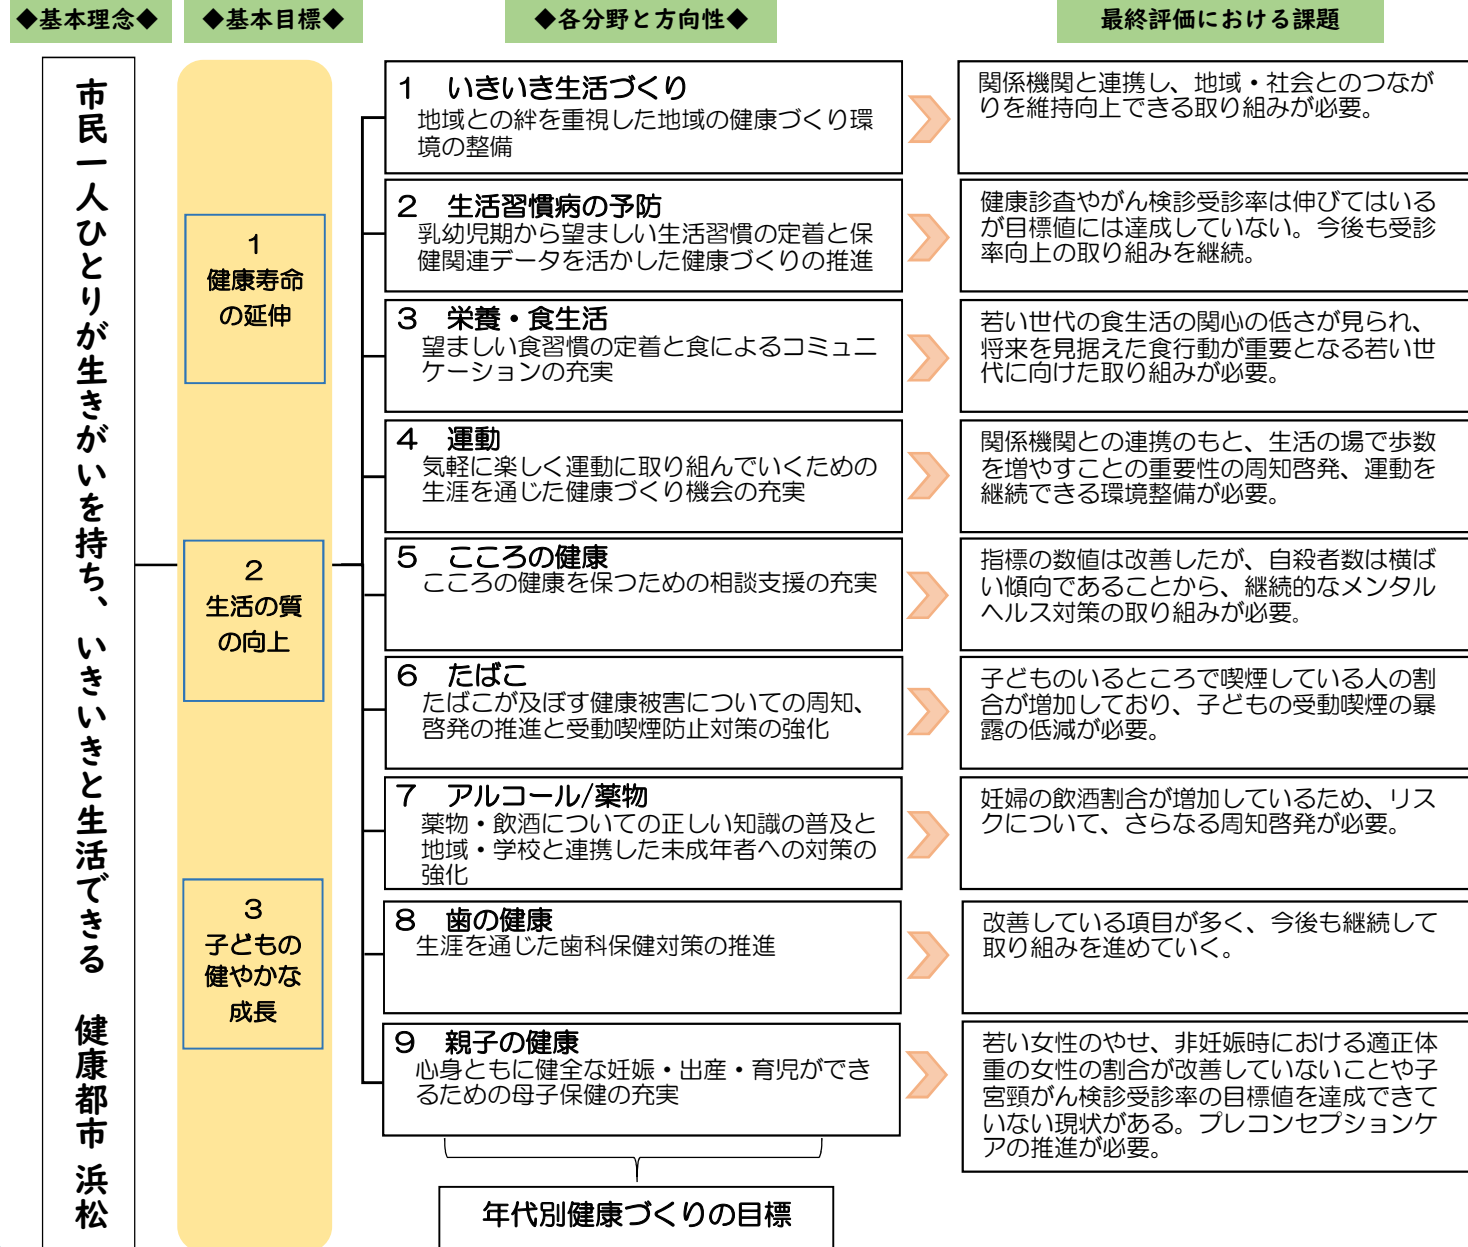 ◆基本理念◆
◆基本目標◆
◆各分野と方向性◆
最終評価における課題
市民一人ひとりが生きがいを持ち、いきいきと生活できる 健康都市 浜松
1
健康寿命
の延伸
2
生活の質
の向上
3
子どもの
健やかな
成長
1 いきいき生活づくり
地域との絆を重視した地域の健康づくり環
境の整備
関係機関と連携し、地域・社会とのつなが
りを維持向上できる取り組みが必要。
2 生活習慣病の予防
乳幼児期から望ましい生活習慣の定着と保
健関連データを活かした健康づくりの推進
健康診査やがん検診受診率は伸びてはいる
が目標値には達成していない。今後も受診
率向上の取り組みを継続。
3 栄養・食生活
望ましい食習慣の定着と食によるコミュニ
ケーションの充実
若い世代の食生活の関心の低さが見られ、
将来を見据えた食行動が重要となる若い世
代に向けた取り組みが必要。
4 運動
気軽に楽しく運動に取り組んでいくための
生涯を通じた健康づくり機会の充実
関係機関との連携のもと、生活の場で歩数
を増やすことの重要性の周知啓発、運動を
継続できる環境整備が必要。
5 こころの健康
こころの健康を保つための相談支援の充実
指標の数値は改善したが、自殺者数は横ば
い傾向であることから、継続的なメンタル
ヘルス対策の取り組みが必要.
6 たばこ
たばこが及ぼす健康被害についての周知、
啓発の推進と受動喫煙防止対策の強化
子どものいるところで喫煙している人の割
合が増加しており、子どもの受動喫煙の暴
露の低減が必要。
7 アルコール/薬物
薬物・飲酒についての正しい知識の普及と
地域・学校と連携した未成年者への対策の
強化
妊婦の飲酒割合が増加しているため、リス
クについて、さらなる周知啓発が必要。
8 歯の健康
生涯を通じた歯科保健対策の推進
改善している項目が多く、今後も継続して
取り組みを進めていく。
9 親子の健康
心身ともに健全な妊娠・出産・育児ができ
るための母子保健の充実
若い女性のやせ、非妊娠時における適正体
重の女性の割合が改善していないことや子
宮頸がん検診受診率の目標値を達成できて
いない現状がある。プレコンセプションケ
アの推進が必要。
年代別健康づくりの目標